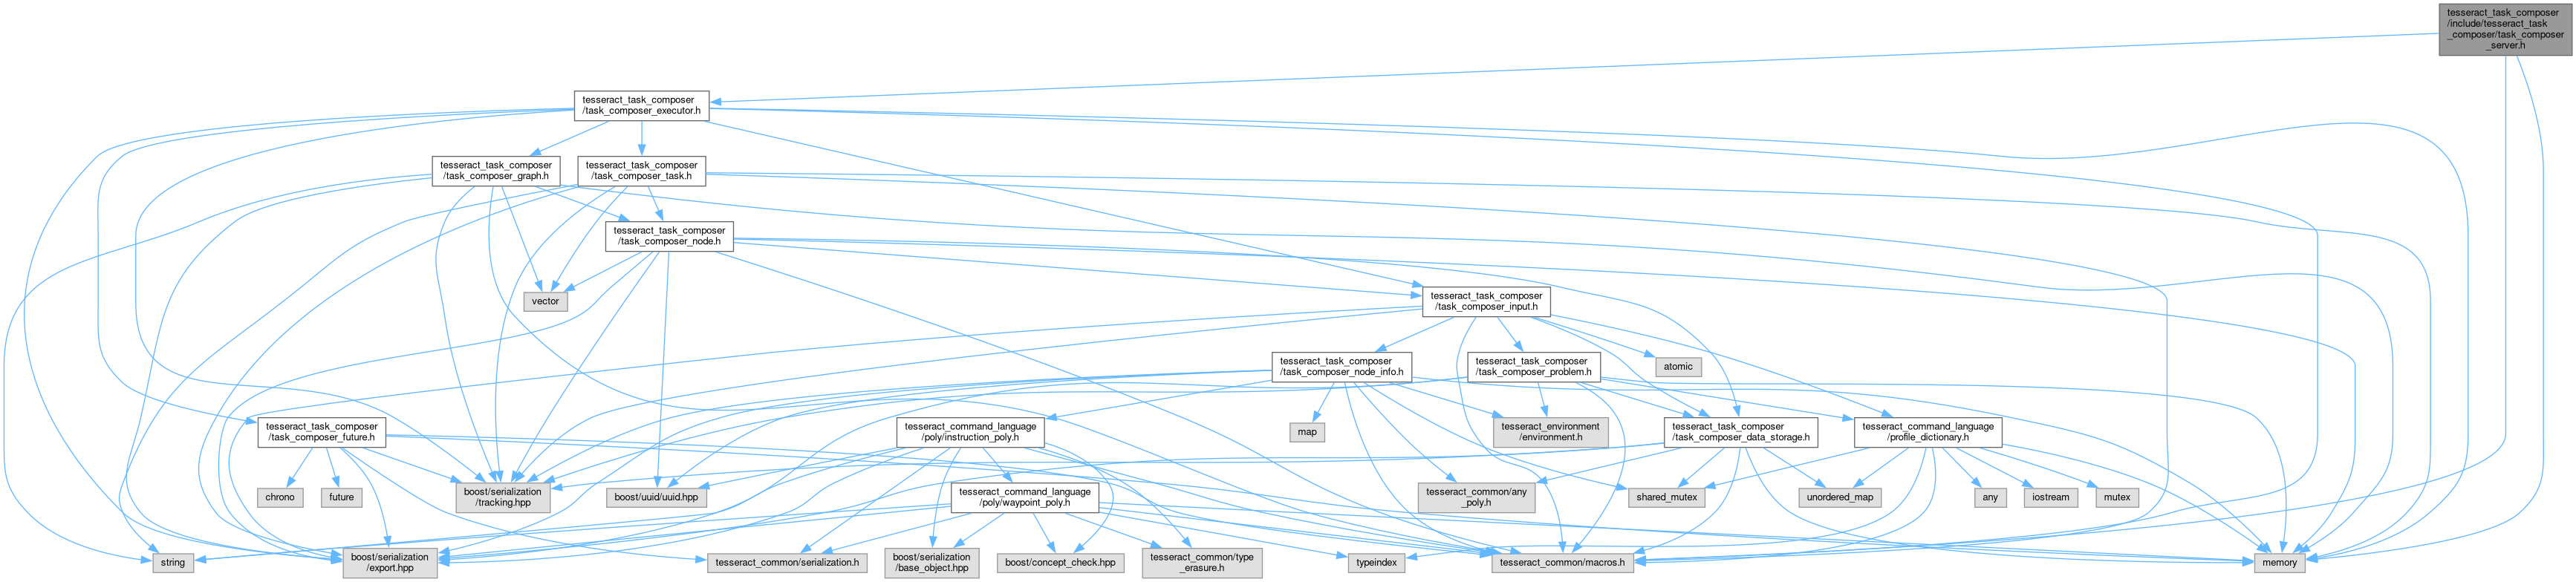 tesseract_task_composer
/include/tesseract_task
_composer/task_composer
_server.h
tesseract_task_composer
/task_composer_executor.h
tesseract_task_composer
/task_composer_graph.h
tesseract_task_composer
/task_composer_task.h
tesseract_task_composer
/task_composer_node.h
vector
tesseract_task_composer
/task_composer_input.h
tesseract_task_composer
/task_composer_node_info.h
tesseract_task_composer
/task_composer_problem.h
atomic
tesseract_task_composer
/task_composer_future.h
map
tesseract_command_language
/poly/instruction_poly.h
tesseract_environment
/environment.h
tesseract_task_composer
/task_composer_data_storage.h
tesseract_command_language
/profile_dictionary.h
chrono
future
boost/serialization
/tracking.hpp
boost/uuid/uuid.hpp
tesseract_command_language
/poly/waypoint_poly.h
tesseract_common/any
_poly.h
shared_mutex
unordered_map
any
iostream
mutex
string
boost/serialization
/export.hpp
tesseract_common/serialization.h
boost/serialization
/base_object.hpp
boost/concept_check.hpp
tesseract_common/type
_erasure.h
typeindex
tesseract_common/macros.h
memory